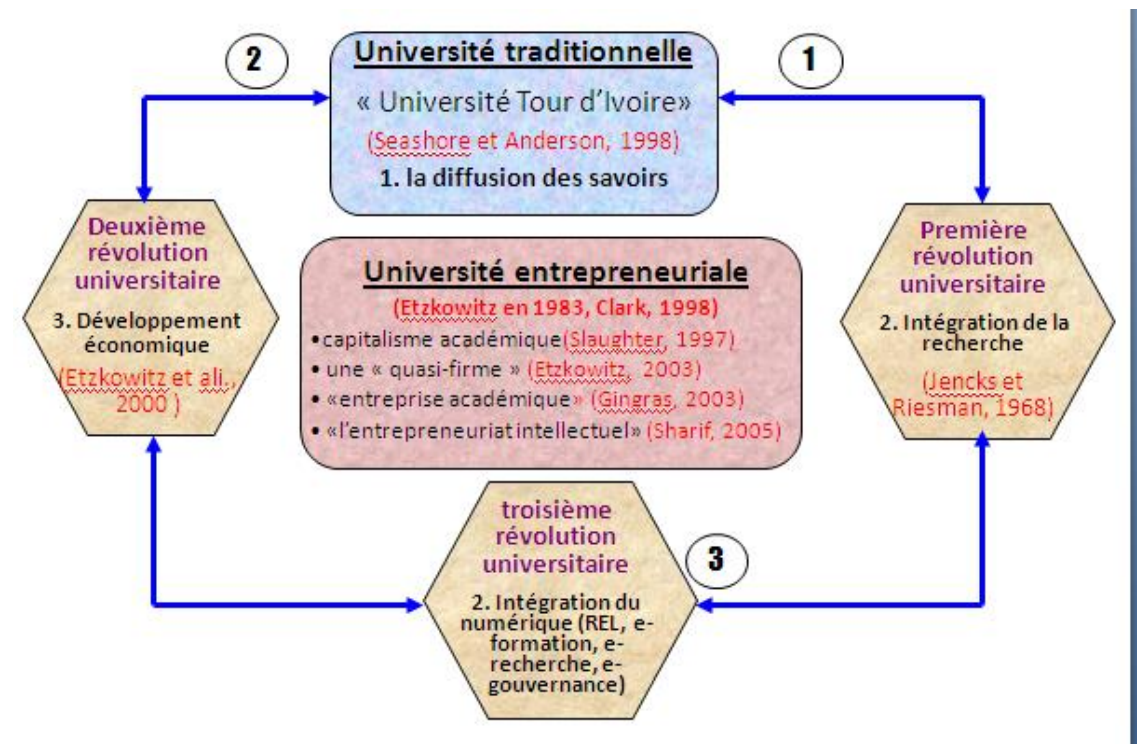 2
Université traditionnelle
1
« Université Tour d’Ivoire»
(Seashore et Anderson, 1998)
1. la diffusion des savoirs
Deuxième
révolution
universitaire
3. Développement
économique
(Etzkowitz et ali.,
2000 )
Université entrepreneuriale
(Etzkowitz en 1983, Clark, 1998)
•capitalisme académique(Slaughter, 1997)
• une « quasi-firme » (Etzkowitz, 2003)
• «entreprise académique» (Gingras, 2003)
• «l’entrepreneuriat intellectuel» (Sharif, 2005)
Première
révolution
universitaire
2. Intégration de la
recherche
(Jencks et
Riesman, 1968)
troisième
révolution
universitaire
3
2. Intégration du
numérique (REL, e-
formation, e-
recherche, e-
gouvernance)